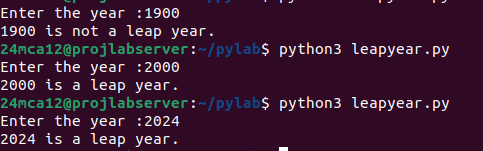 Enter the year :1900
1900 is not a leap year.
24mca12@projlabserver:~/pylab$ python3 leapyear.py
Enter the year :2000
2000 is a leap year.
24mca12@projlabserver:~/pylab$ python3 leapyear.py
Enter the year :2024
2024 is a leap year.